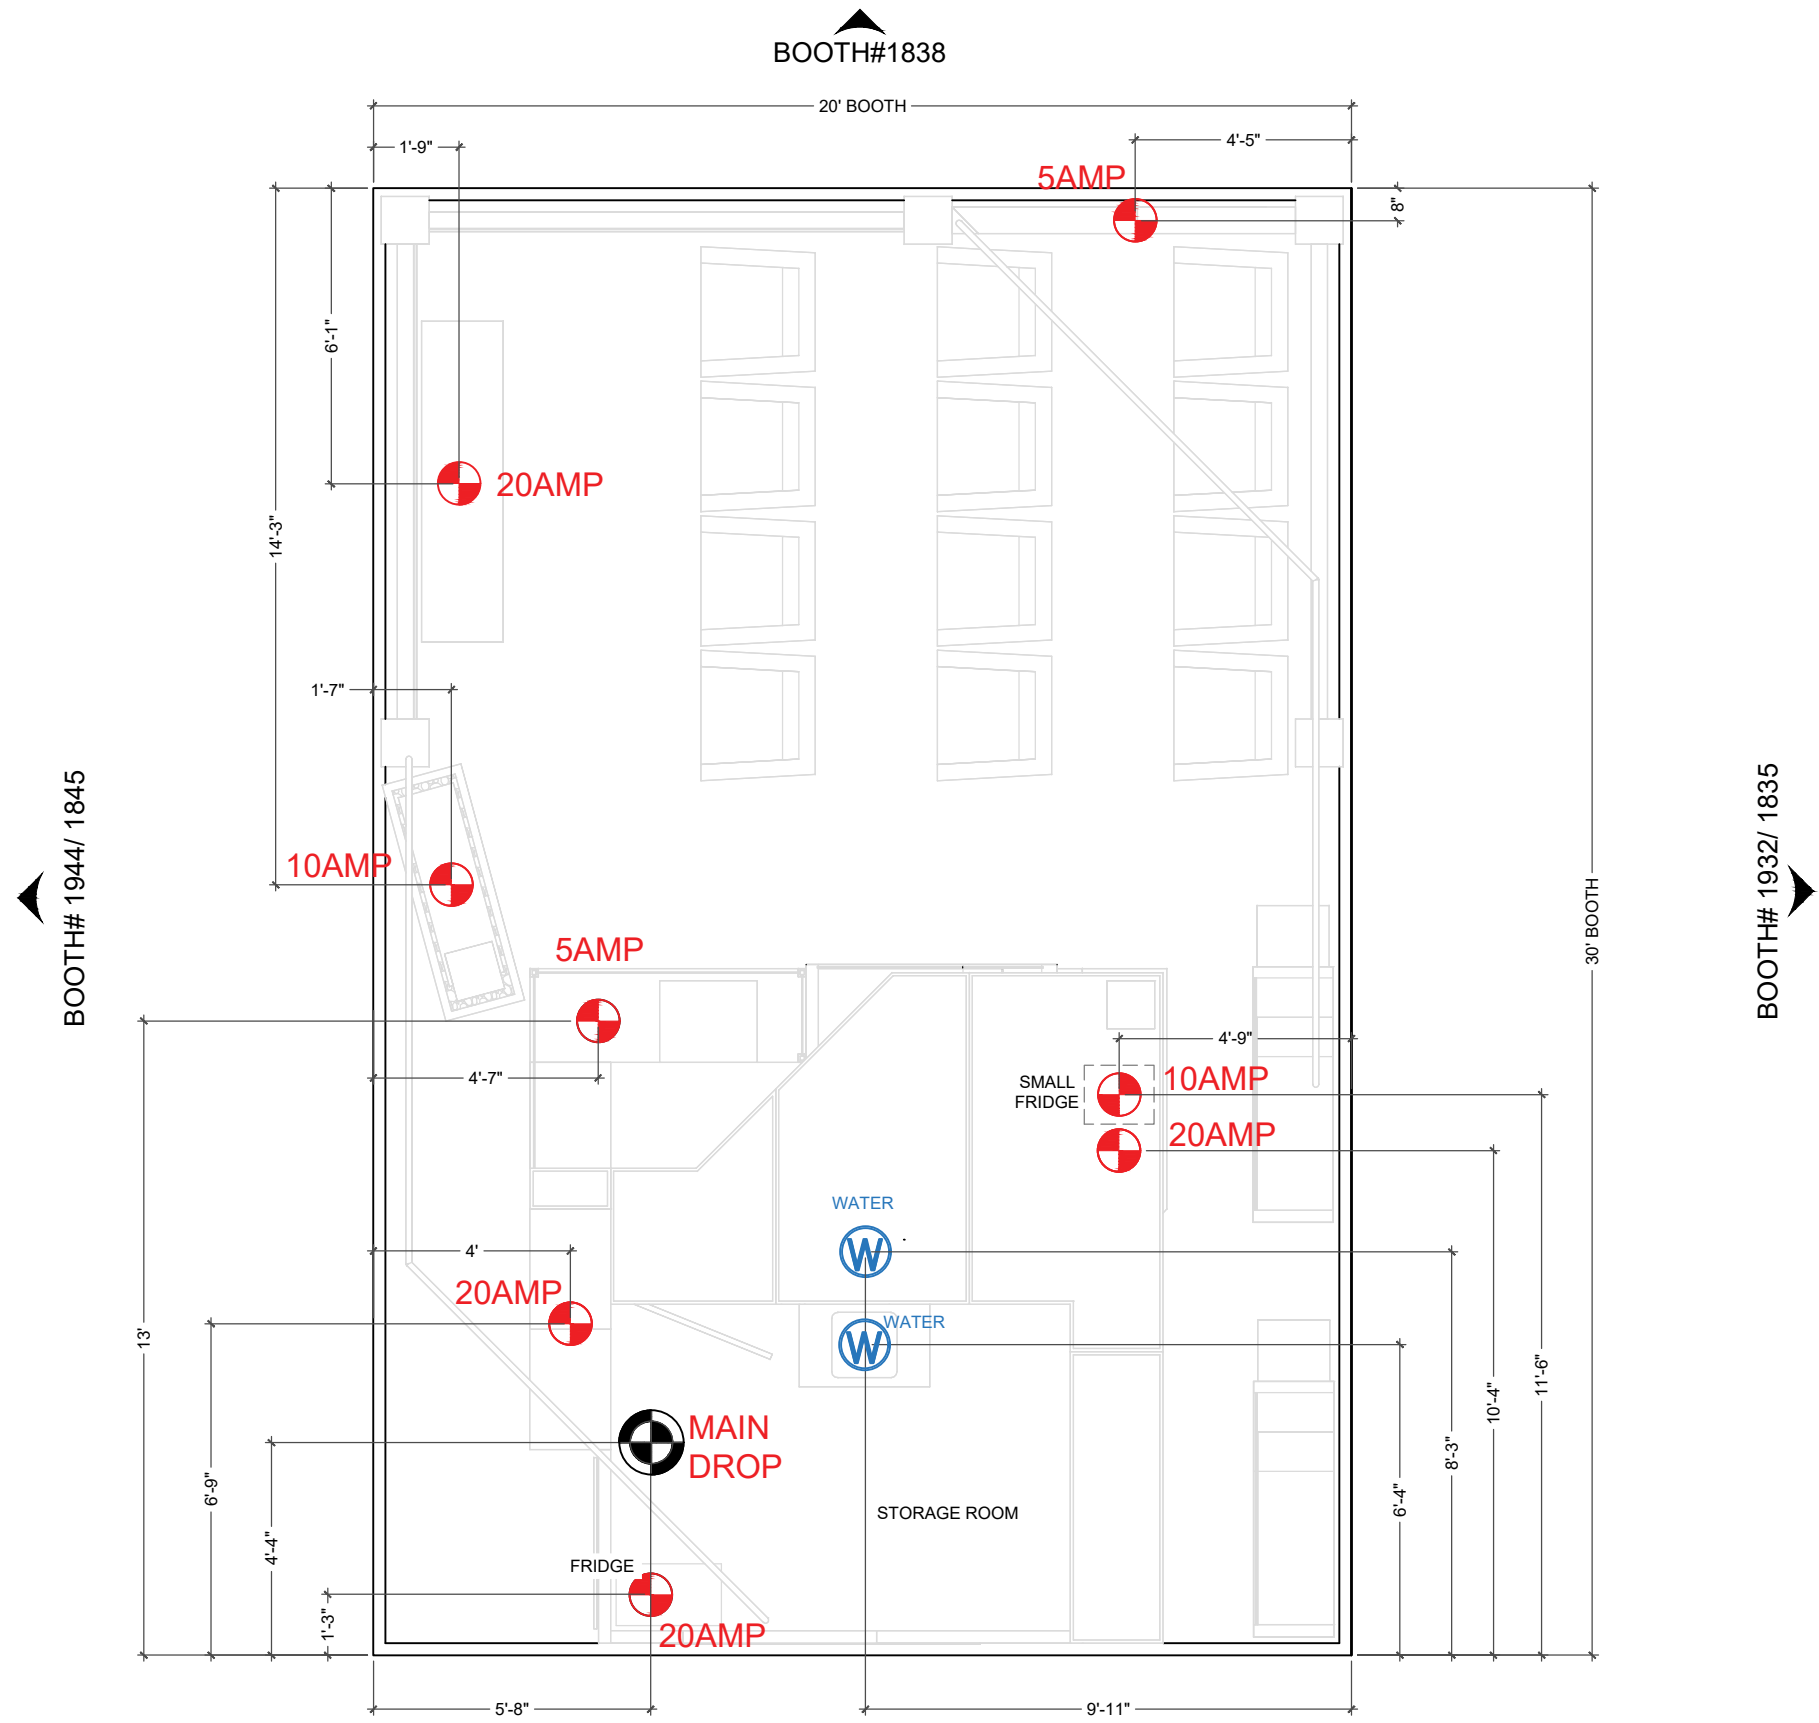 BOOTH#1838
20' BOOTH
1'-9"
4'-5"
5AMP
8"
6'-1"
20AMP
14'-3"
1'-7"
BOOTH# 1944/ 1845
BOOTH# 1932/ 1835
10AMP
30' BOOTH
5AMP
4'-9"
4'-7"
SMALL
FRIDGE
10AMP
20AMP
WATER
W
4'
20AMP
WATER
W
13'
11'-6"
10'-4"
8'-3"
6'-4"
6'-9"
4'-4"
MAIN
DROP
STORAGE ROOM
FRIDGE
1'-3"
20AMP
5'-8"
9'-11"